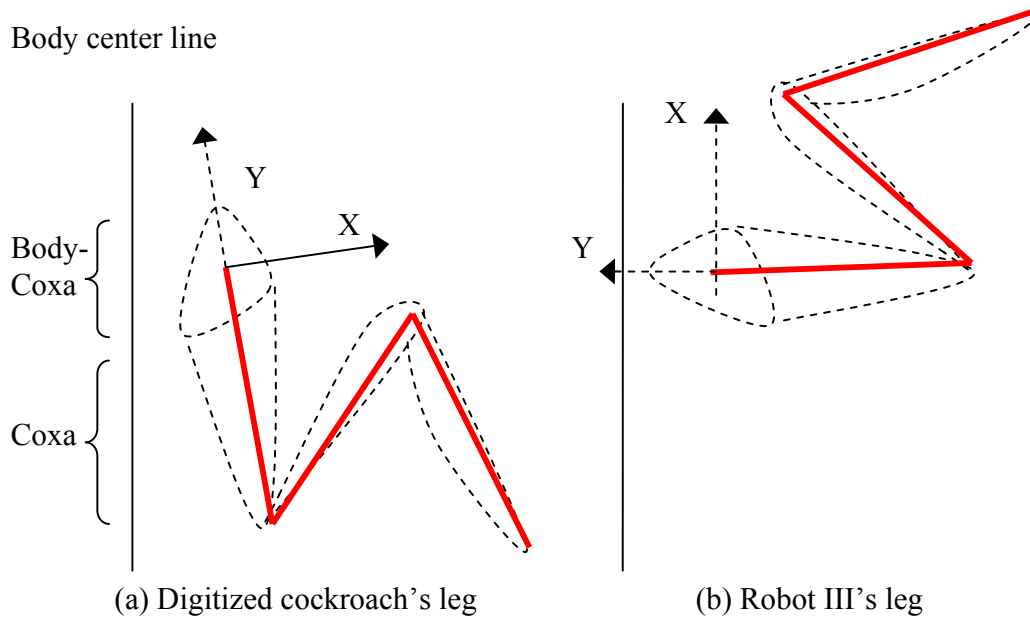 Body center line
Y
X
Body-
Coxa
Coxa
(a) Digitized cockroach's leg
X
Y
(b) Robot III's leg